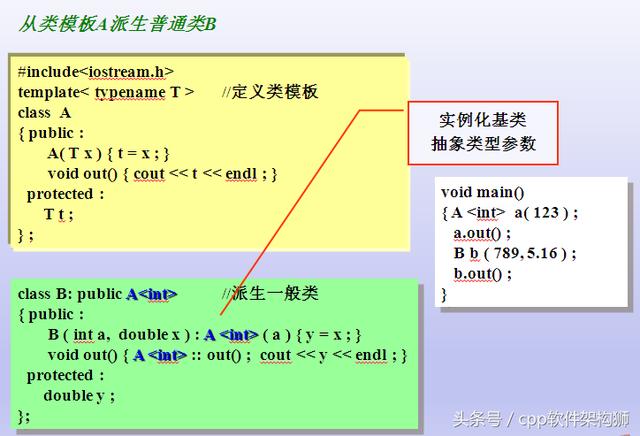 从类模板A派生普通类B
#include<iostream.h>
template< typename T >    //定义类模板
class A
{ public :
A( T x ) { t = x ; }
void out() { cout << t << endl ; }
protected :
T t ;
} ;
实例化基类
抽象类型参数
void main()
{ A <int> a( 123 ) ;
a.out() ;
B b ( 789, 5.16 ) ;
b.out() ;
}
class B: public A<int>    //派生一般类
{ public :
B ( int a, double x ) : A <int> ( a ) { y = x ; }
void out() { A <int> :: out() ; cout << y << endl ; }
protected :
double y ;
};
头条号 / cpp软件架构狮